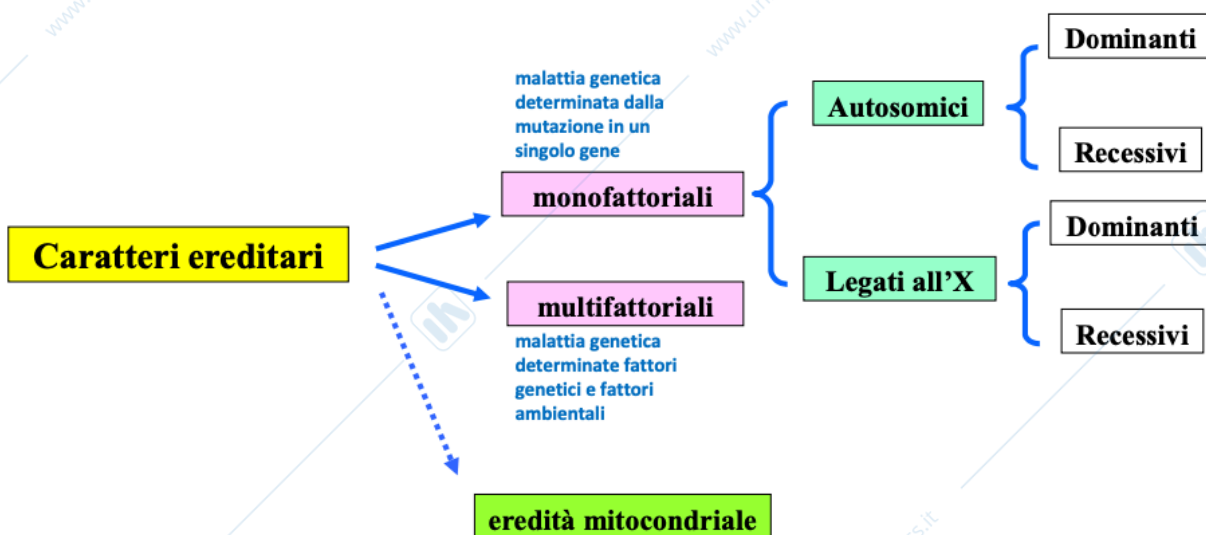 Dominanti
malattia genetica
determinata dalla
mutazione in un
singolo gene
Autosomici
Recessivi
monofattoriali
Dominanti
Caratteri ereditari
Legati all'X
multifattoriali
Recessivi
malattia genetica
determinate fattori
genetici e fattori
ambientali
eredità mitocondriale